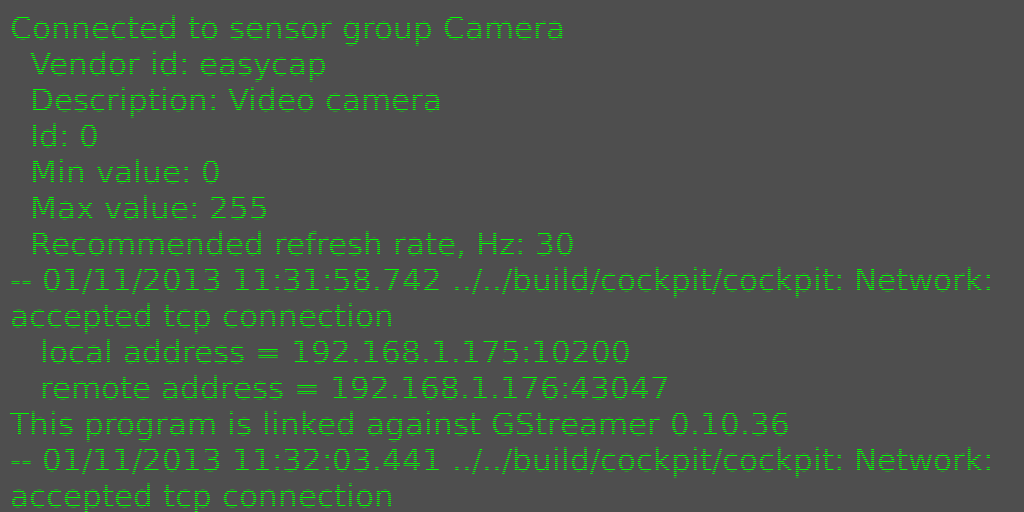 Connected to sensor group Camera
Vendor id: easycap
Description: Video camera
Id: 0
Min value: 0
Max value: 255
Recommended refresh rate, Hz: 30
-- 01/11/2013 11:31:58.742 ../../build/cockpit/cockpit: Network:
accepted tcp connection
local address = 192.168.1.175:10200
remote address = 192.168.1.176:43047
This program is linked against GStreamer 0.10.36
-- 01/11/2013 11:32:03.441 ../../build/cockpit/cockpit: Network:
accepted tcp connection